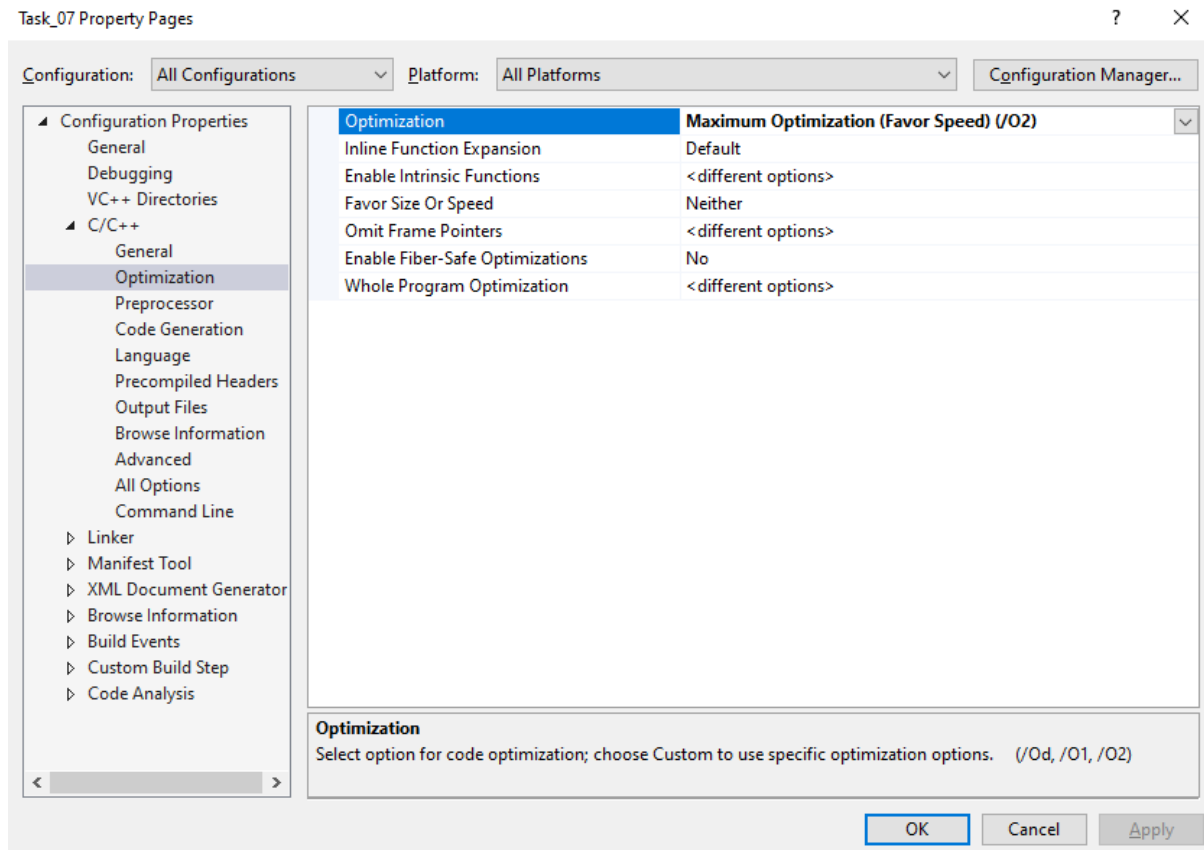 Task_07 Property Pages
?
Configuration: All Configurations Platform: All Platforms Configuration Manager...
Configuration Properties
General
Debugging
VC++ Directories
C/C++
General
Optimization
Preprocessor
Code Generation
Language
Precompiled Headers
Output Files
Browse Information
Advanced
All Options
Command Line
Linker
Manifest Tool
XML Document Generator
Browse Information
Build Events
Custom Build Step
Code Analysis
Optimization Maximum Optimization (Favor Speed) (/O2)
Inline Function Expansion Default
Enable Intrinsic Functions <different options>
Favor Size Or Speed Neither
Omit Frame Pointers <different options>
Enable Fiber-Safe Optimizations No
Whole Program Optimization <different options>
Optimization
Select option for code optimization; choose Custom to use specific optimization options. (/Od, /O1, /O2)
OK Cancel Apply